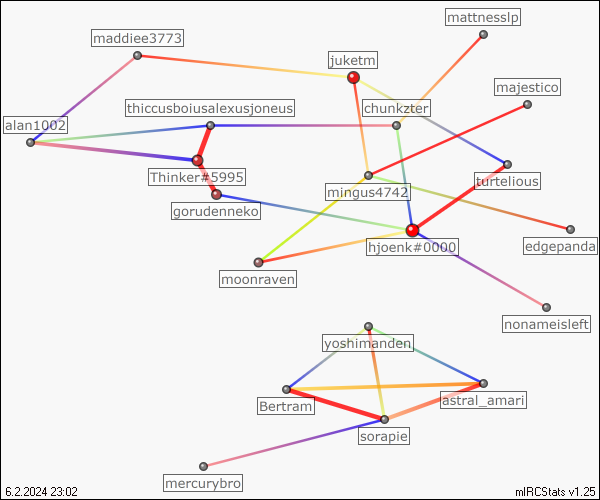 mattnesslp
maddiee3773
juketm
majestico
thiccusboiusalexusjoneus
chunkzter
alan1002
Thinker#5995
turtelious
mingus4742
gorudenneko
hjoenk#0000
edgepanda
moonraven
nonameisleft
yoshimanden
Bertram
astral_amari
sorapie
mercurybro
6.2.2024 23:02
mIRCStats v1.25